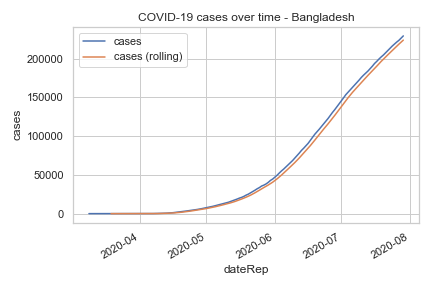 COVID-19 cases over time - Bangladesh
cases
cases (rolling)
200000
150000
100000
50000
0
cases
2020-04
2020-05
2020-06
2020-07
2020-08
dateRep